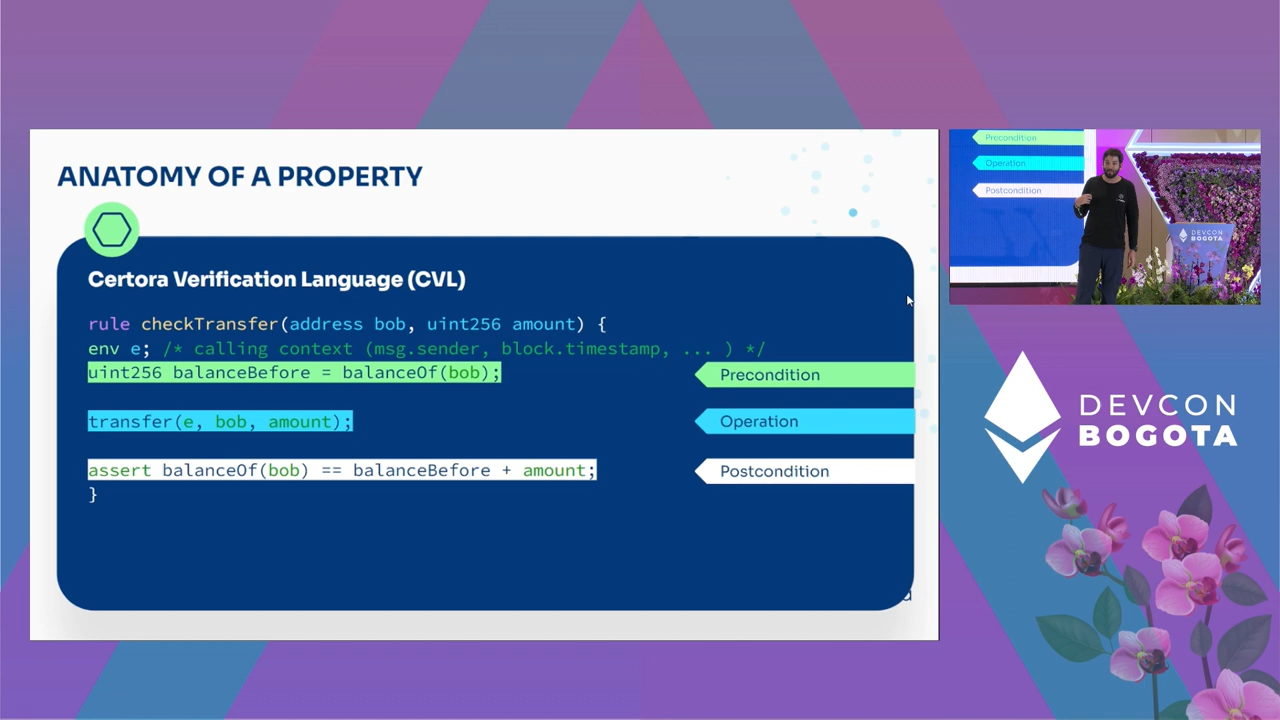 ANATOMY OF A PROPERTY
Certora Verification Language (CVL)
rule checkTransfer(address bob, uint256 amount) {
env e; /* calling context (msg.sender, block.timestamp, ... ) */
uint256 balanceBefore = balanceOf(bob);
Precondition
transfer(e, bob, amount);
Operation
assert balanceOf(bob) == balanceBefore + amount;
Postcondition
}
Precondition
Operation
Postcondition
DEVCON
BOGOTA
DEVCON
BOGOTA